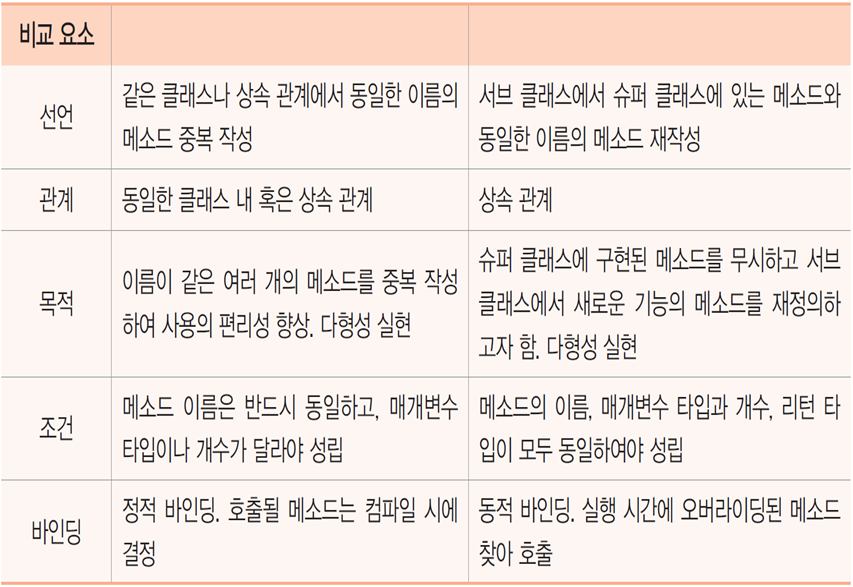 비교 요소
선언
같은 클래스나 상속 관계에서 동일한 이름의
메소드 중복 작성
서브 클래스에서 슈퍼 클래스에 있는 메소드와
동일한 이름의 메소드 재작성
관계
동일한 클래스 내 혹은 상속 관계
상속 관계
목적
이름이 같은 여러 개의 메소드를 중복 작성
하여 사용의 편리성 향상. 다형성 실현
슈퍼 클래스에 구현된 메소드를 무시하고 서브
클래스에서 새로운 기능의 메소드를 재정의하
고자 함. 다형성 실현
조건
메소드 이름은 반드시 동일하고, 매개변수
타입이나 개수가 달라야 성립
메소드의 이름, 매개변수 타입과 개수, 리턴 타
입이 모두 동일하여야 성립
바인딩
정적 바인딩. 호출될 메소드는 컴파일 시에
결정
동적 바인딩. 실행 시간에 오버라이딩된 메소드
찾아 호출